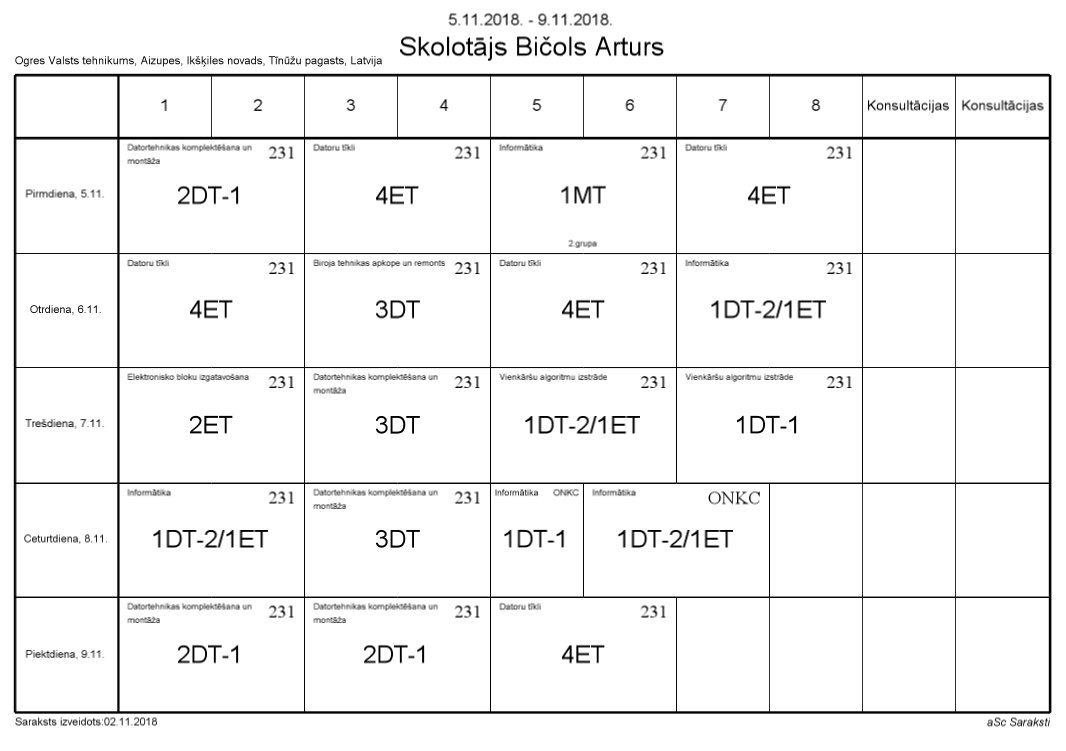 5.11.2018. - 9.11.2018.
Skolotājs Bičols Arturs
Ogres Valsts tehnikums, Aizupes, Ikšķiles novads, Tīnūžu pagasts, Latvija
1 2 3 4 5 6 7 8 Konsultācijas Konsultācijas
Pirmdiena, 5.11.
Datortehnikas komplektēšana un
montāža
231
2DT-1
Datoru tīkli
231
4ET
Informātika
231
1MT
2.grupa
Datoru tīkli
231
4ET
Otrdiena, 6.11.
Datoru tīkli
231
4ET
Biroja tehnikas apkope un remonts
231
3DT
Datoru tīkli
231
4ET
Informātika
231
1DT-2/1ET
Trešdiena, 7.11.
Elektronisko bloku izgatavošana
231
2ET
Datortehnikas komplektēšana un
montāža
231
3DT
Vienkāršu algoritmu izstrāde
231
1DT-2/1ET
Vienkāršu algoritmu izstrāde
231
1DT-1
Ceturtdiena, 8.11.
Informātika
231
1DT-2/1ET
Datortehnikas komplektēšana un
montāža
231
3DT
Informātika
ONKC
1DT-1
Informātika
ONKC
1DT-2/1ET
Piektdiena, 9.11.
Datortehnikas komplektēšana un
montāža
231
2DT-1
Datortehnikas komplektēšana un
montāža
231
2DT-1
Datoru tīkli
231
4ET
Saraksts izveidots:02.11.2018
aSc Saraksti